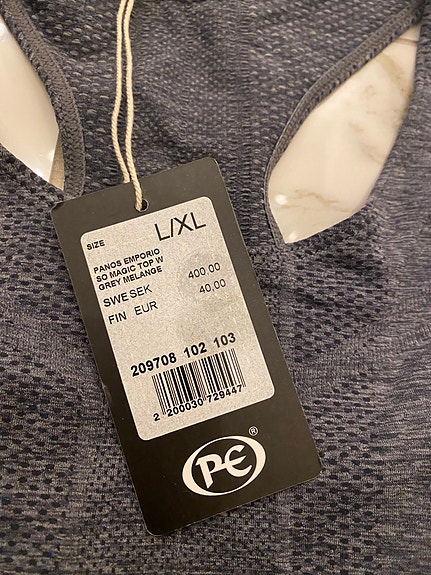 SIZE L/XL
PANOS EMPORIO
SO MAGIC TOP W
GREY MELANGE
SWE SEK 400.00
FIN EUR 40,00
209708 102 103
2 200030 729447
PE®